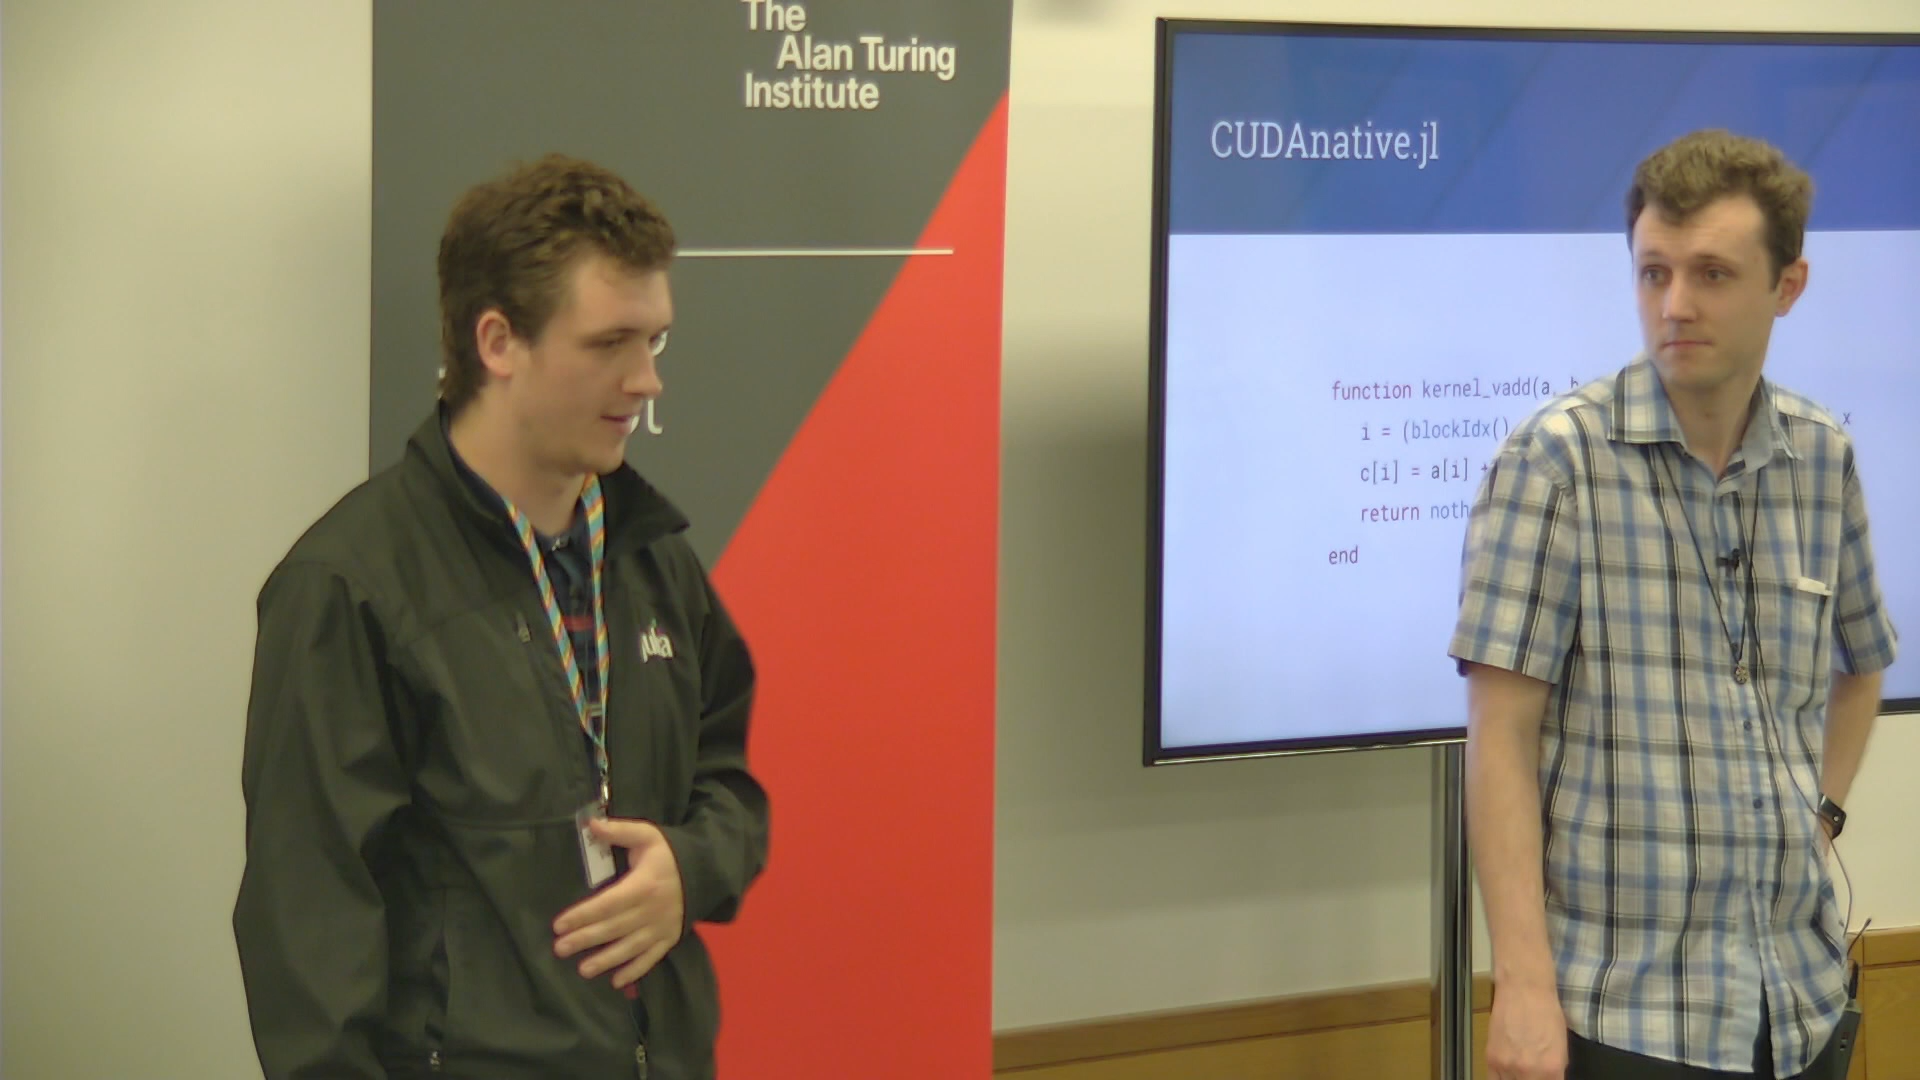 The
Alan Turing
Institute
CUDAnative.jl
function kernel_vadd(a, b
i = (blockIdx()
x
c[i] = a[i] +
return noth
end
julia